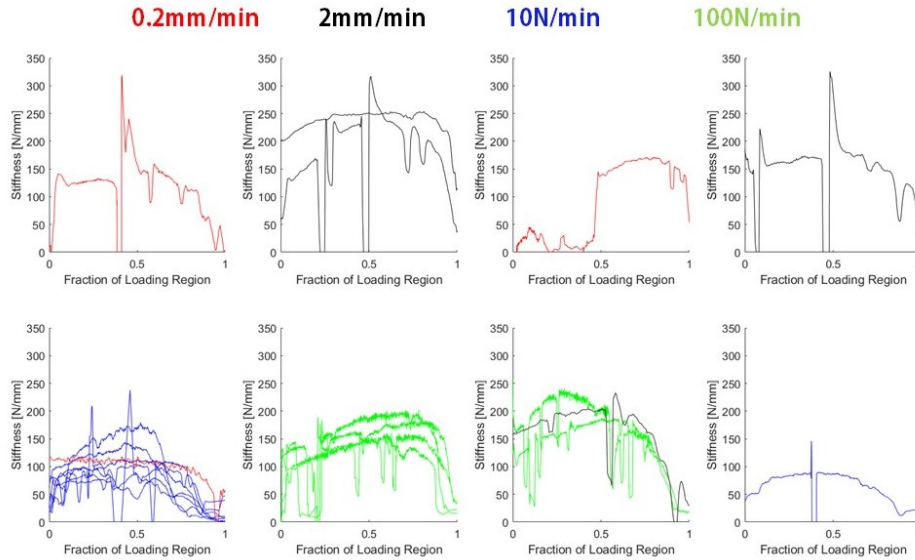 0.2mm/min 2mm/min 10N/min 100N/min
350 350 350 350
300 300 300 300
250 250 250 250
200 200 200 200
150 150 150 150
100 100 100 100
50 50 50 50
0 0 0 0
Stiffness [N/mm] Stiffness [N/mm] Stiffness [N/mm] Stiffness [N/mm]
0 0.5 1 0 0.5 1 0 0.5 1 0 0.5
Fraction of Loading Region Fraction of Loading Region Fraction of Loading Region Fraction of Loading Region
350 350 350 350
300 300 300 300
250 250 250 250
200 200 200 200
150 150 150 150
100 100 100 100
50 50 50 50
0 0 0 0
Stiffness [N/mm] Stiffness [N/mm] Stiffness [N/mm] Stiffness [N/mm]
0 0.5 1 0 0.5 1 0 0.5 1 0 0.5 1
Fraction of Loading Region Fraction of Loading Region Fraction of Loading Region Fraction of Loading Region